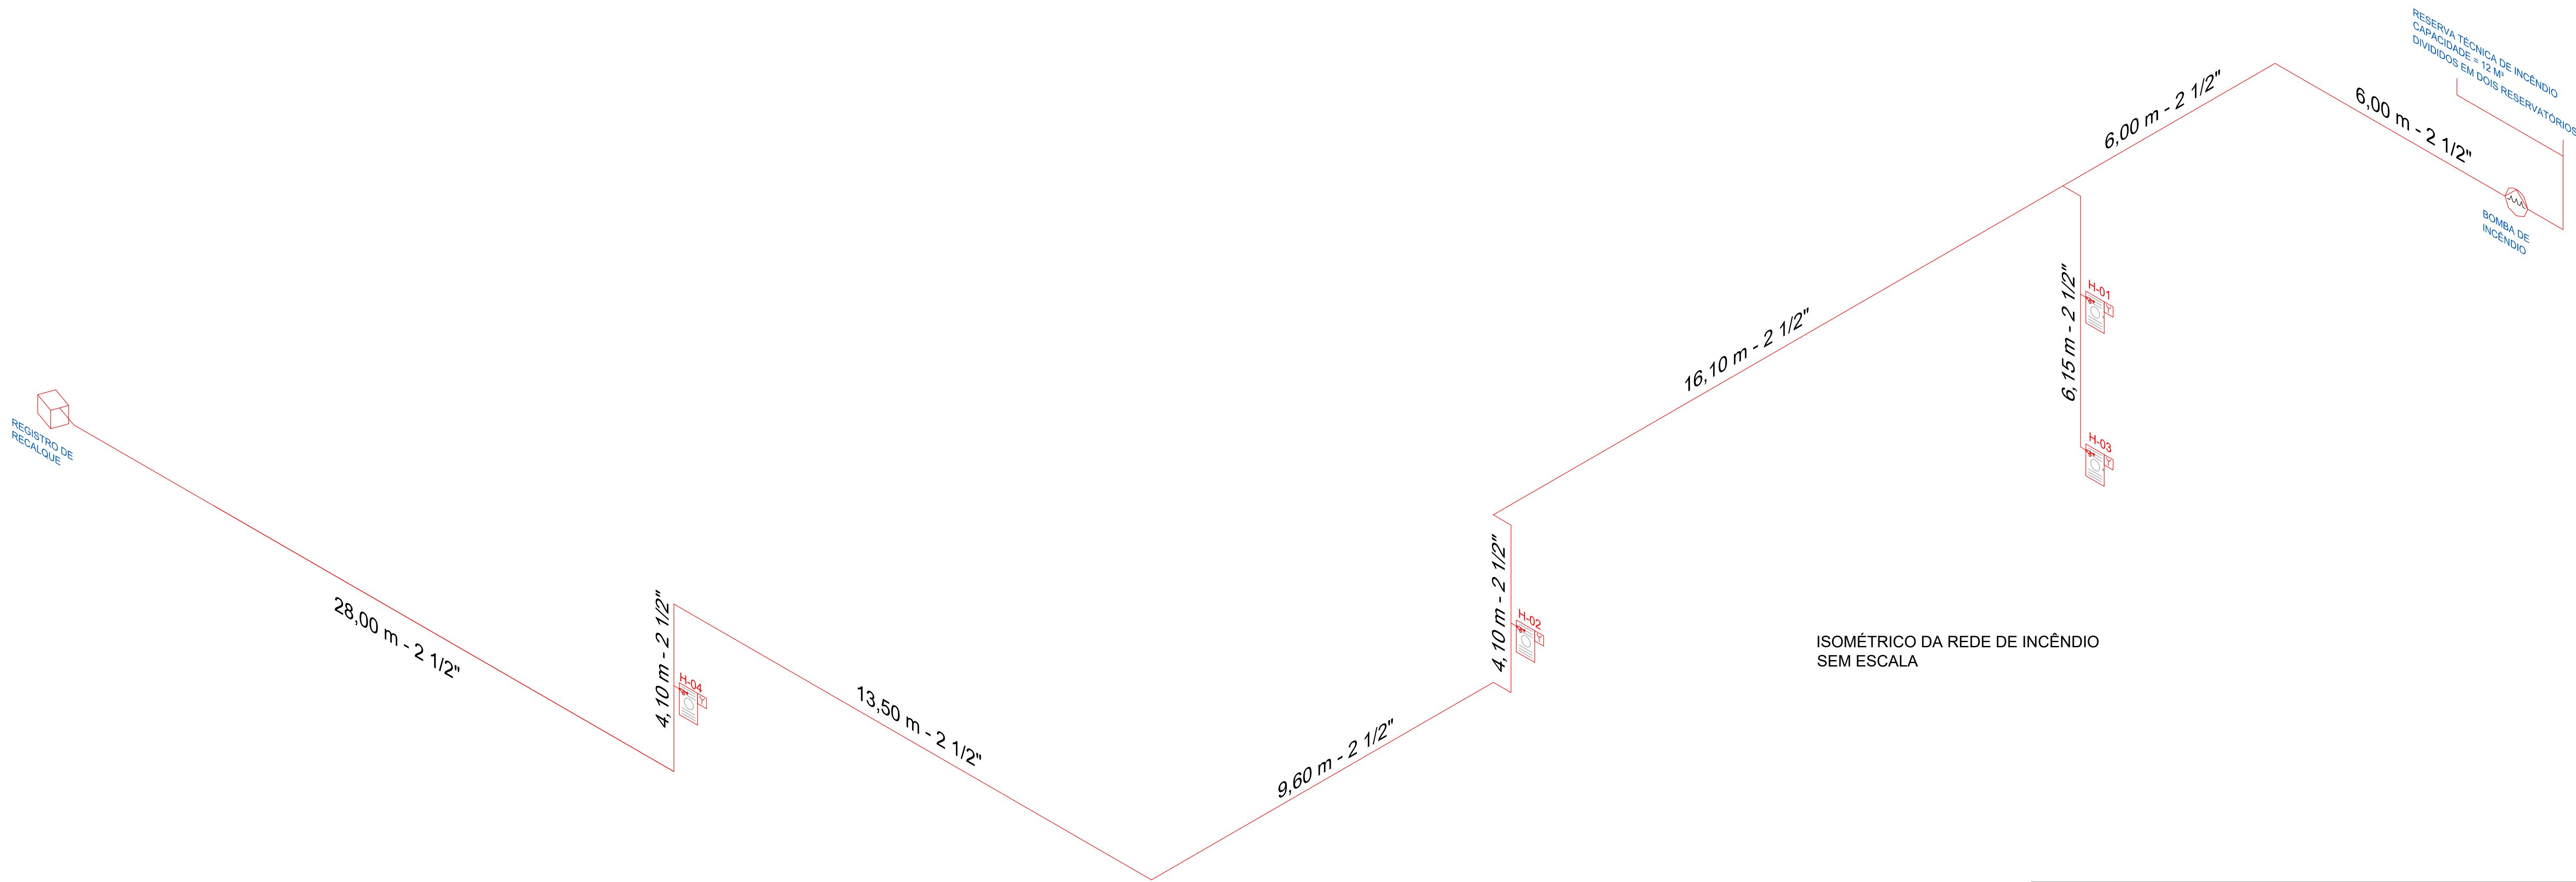 RESERVA TÉCNICA DE INCÊNDIO
CAPACIDADE = 12 M³
DIVIDIDOS EM DOIS RESERVATÓRIOS
6,00 m - 2 1/2"
6,00 m - 2 1/2"
BOMBA DE
INCÊNDIO
H-01
Y
6,15 m - 2 1/2"
16,10 m - 2 1/2"
H-03
Y
REGISTRO DE
RECALQUE
4,10 m - 2 1/2"
H-02
Y
28,00 m - 2 1/2"
4,10 m - 2 1/2"
H-04
Y
13,50 m - 2 1/2"
9,60 m - 2 1/2"
ISOMÉTRICO DA REDE DE INCÊNDIO
SEM ESCALA